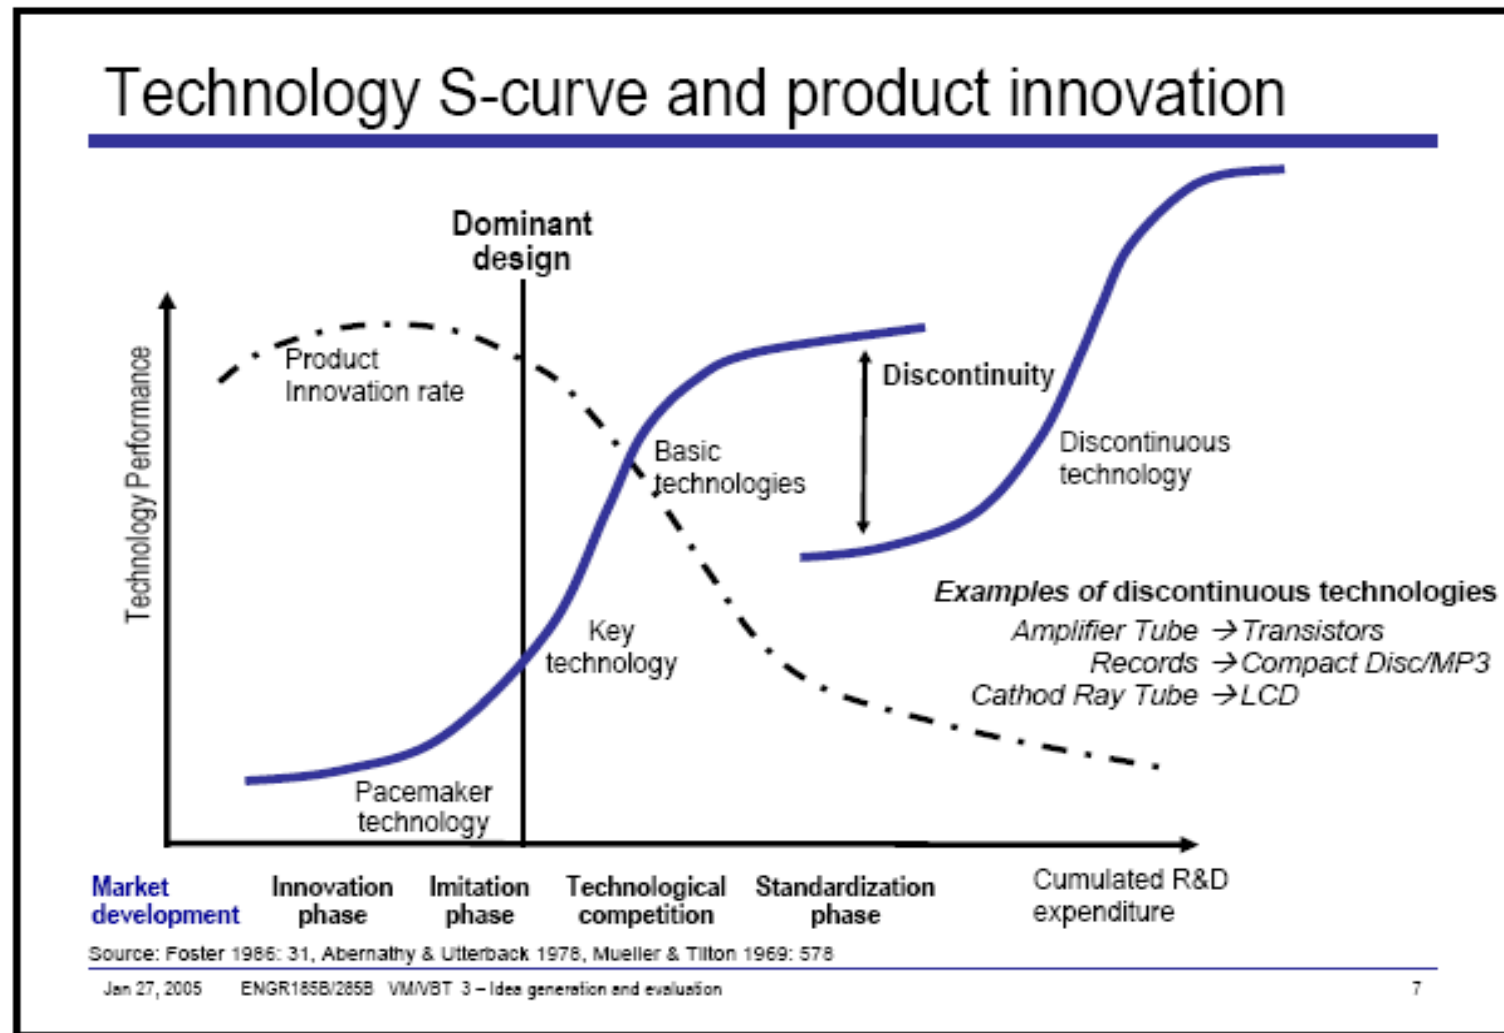 Technology S-curve and product innovation
Dominant
design
Technology Performance
Product
Innovation rate
Discontinuity
Basic
technologies
Discontinuous
technology
Key
technology
Examples of discontinuous technologies
Amplifier Tube →Transistors
Records →Compact Disc/MP3
Cathod Ray Tube →LCD
Pacemaker
technology
Market
development
Innovation
phase
Imitation
phase
Technological
competition
Standardization
phase
Cumulated R&D
expenditure
Source: Foster 1986: 31, Abernathy & Utterback 1978, Mueller & Tilton 1969: 578
Jan 27, 2005 ENGR185B/285B VM/VBT 3 – Idea generation and evaluation 7